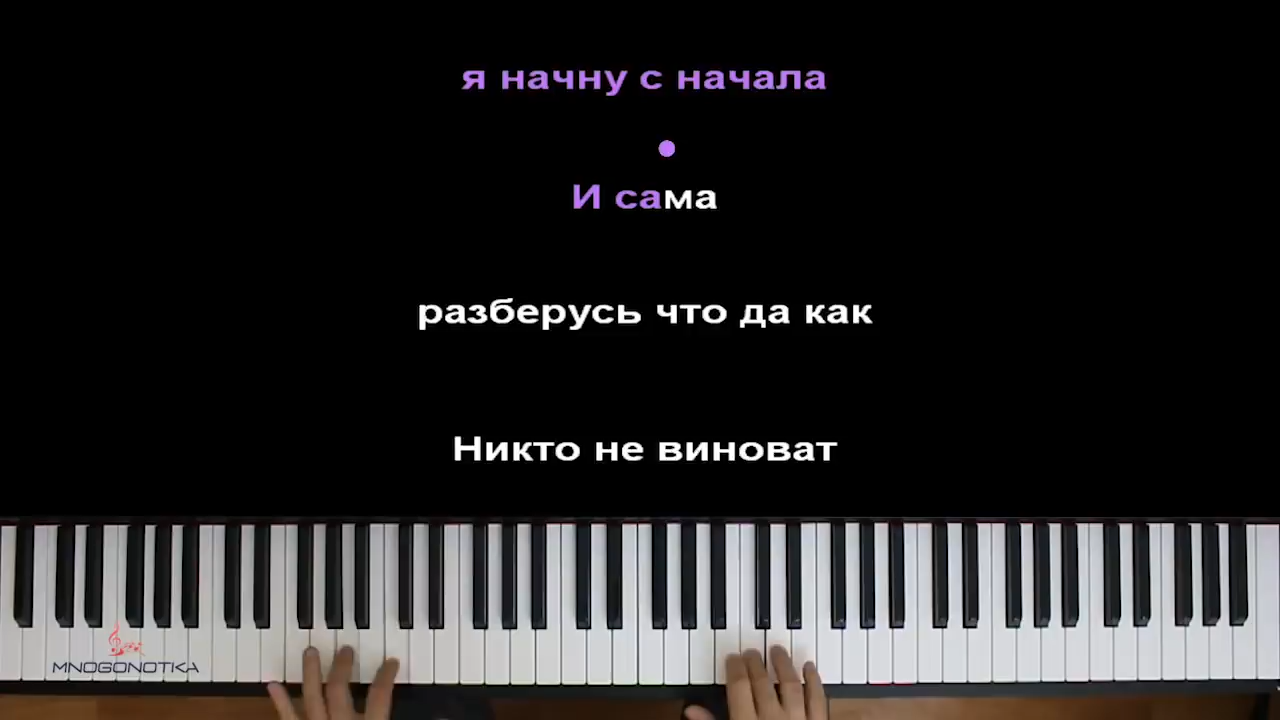 я начну с начала
И сама
разберусь что да как
Никто не виноват
MNOGONOTKA